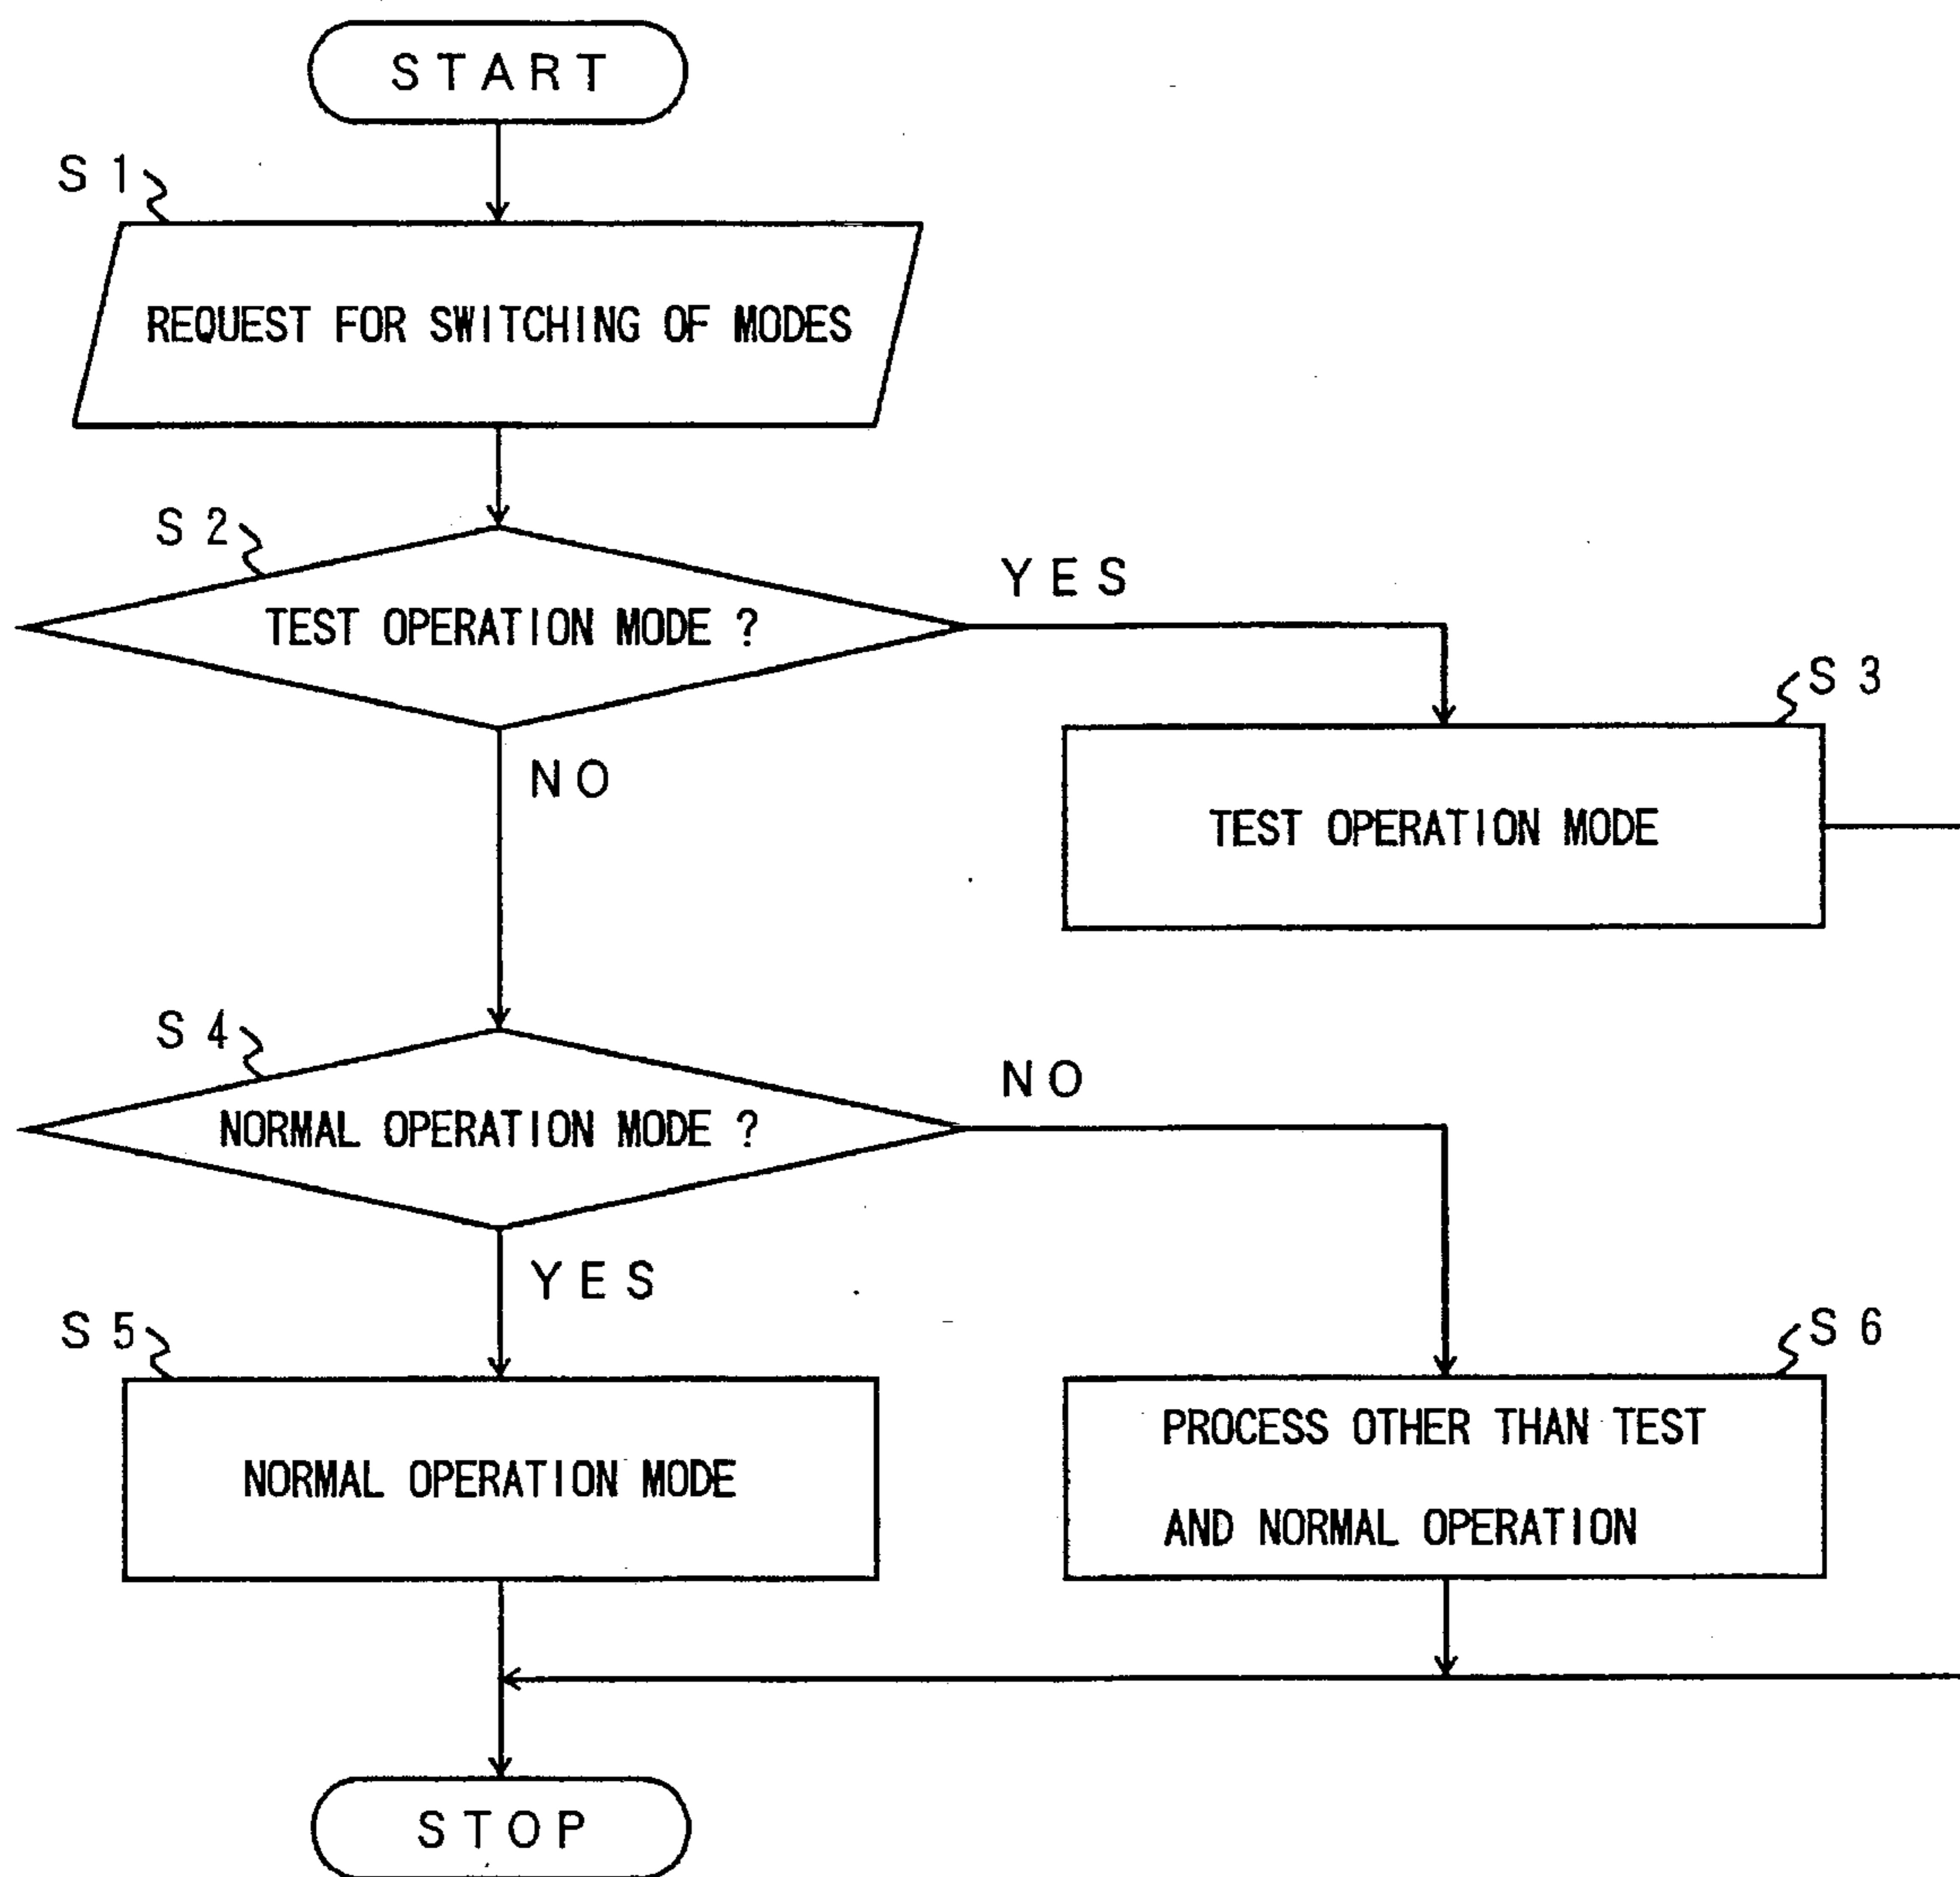 START
S1
REQUEST FOR SWITCHING OF MODES
S2
TEST OPERATION MODE ?
YES
S3
NO
TEST OPERATION MODE
S4
NORMAL OPERATION MODE ?
NO
YES
S5
S6
NORMAL OPERATION MODE
PROCESS OTHER THAN TEST
AND NORMAL OPERATION
STOP